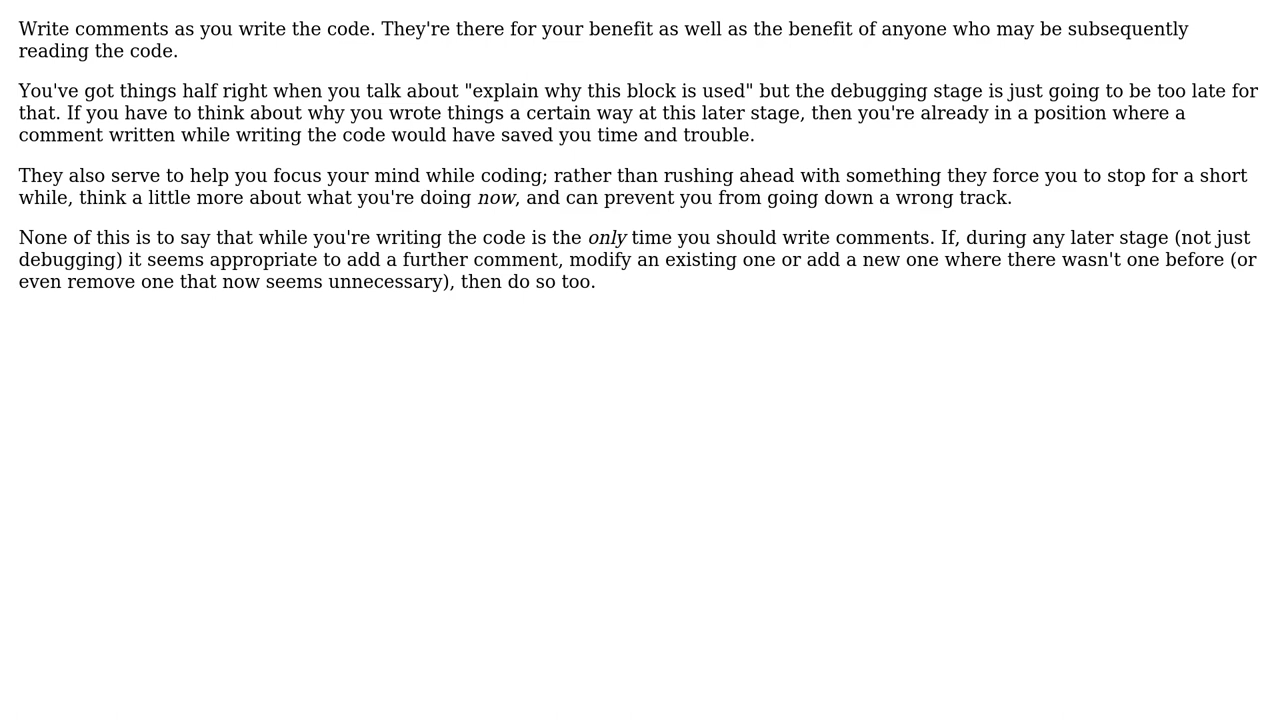 Write comments as you write the code. They're there for your benefit as well as the benefit of anyone who may be subsequently
reading the code.
You've got things half right when you talk about "explain why this block is used" but the debugging stage is just going to be too late for
that. If you have to think about why you wrote things a certain way at this later stage, then you're already in a position where a
comment written while writing the code would have saved you time and trouble.
They also serve to help you focus your mind while coding; rather than rushing ahead with something they force you to stop for a short
while, think a little more about what you're doing now, and can prevent you from going down a wrong track.
None of this is to say that while you're writing the code is the only time you should write comments. If, during any later stage (not just
debugging) it seems appropriate to add a further comment, modify an existing one or add a new one where there wasn't one before (or
even remove one that now seems unnecessary), then do so too.